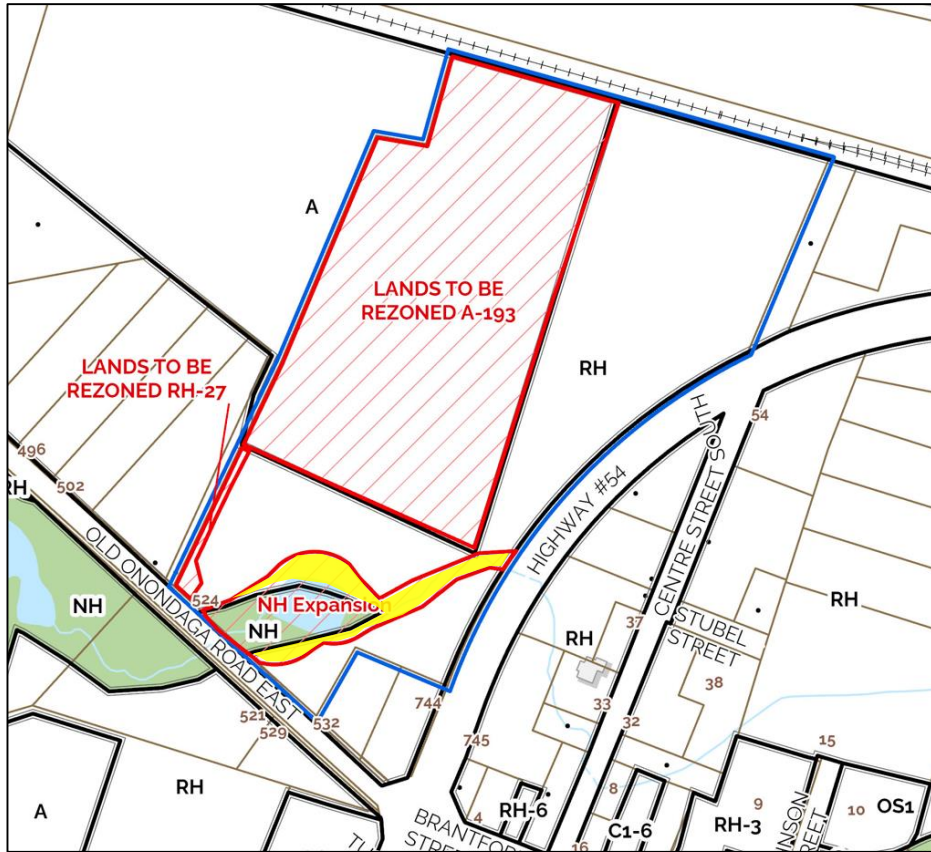 A
LANDS TO BE
REZONED A-193
LANDS TO BE
REZONED RH-27
RH
54
496
502
RH
HIGHWAY #54
CENTRE STREET SOUTH
OLD ONONDAGA ROAD EAST
524
NH
NH Expansion
NH
RH
37
STUBEL
STREET
RH
38
744
33
32
521
529
532
745
15
RH
8
9
10
OS1
A
4
RH-6
C1-6
RH-3
BRANTFO
STRE
16